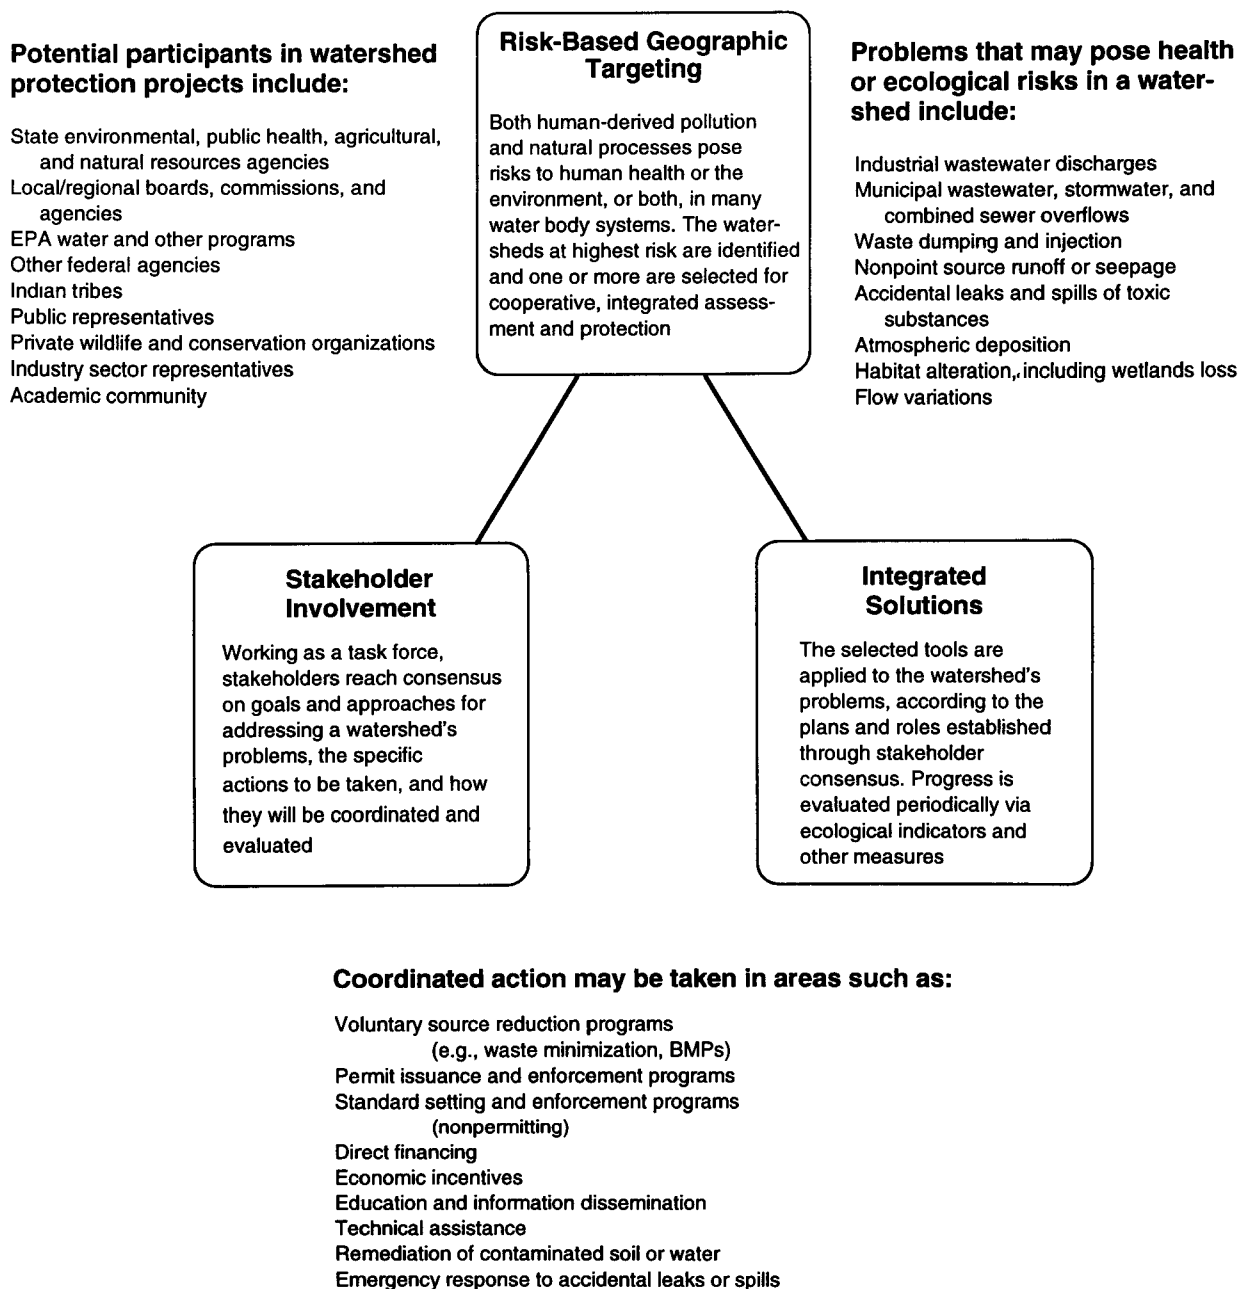 Potential participants in watershed
protection projects include:
State environmental, public health, agricultural,
and natural resources agencies
Local/regional boards, commissions, and
agencies
EPA water and other programs
Other federal agencies
Indian tribes
Public representatives
Private wildlife and conservation organizations
Industry sector representatives
Academic community
Risk-Based Geographic
Targeting
Both human-derived pollution
and natural processes pose
risks to human health or the
environment, or both, in many
water body systems. The water-
sheds at highest risk are identified
and one or more are selected for
cooperative, integrated assess-
ment and protection
Problems that may pose health
or ecological risks in a water-
shed include:
Industrial wastewater discharges
Municipal wastewater, stormwater, and
combined sewer overflows
Waste dumping and injection
Nonpoint source runoff or seepage
Accidental leaks and spills of toxic
substances
Atmospheric deposition
Habitat alteration, including wetlands loss
Flow variations
Stakeholder
Involvement
Working as a task force,
stakeholders reach consensus
on goals and approaches for
addressing a watershed's
problems, the specific
actions to be taken, and how
they will be coordinated and
evaluated
Integrated
Solutions
The selected tools are
applied to the watershed's
problems, according to the
plans and roles established
through stakeholder
consensus. Progress is
evaluated periodically via
ecological indicators and
other measures
Coordinated action may be taken in areas such as:
Voluntary source reduction programs
(e.g., waste minimization, BMPs)
Permit issuance and enforcement programs
Standard setting and enforcement programs
(nonpermitting)
Direct financing
Economic incentives
Education and information dissemination
Technical assistance
Remediation of contaminated soil or water
Emergency response to accidental leaks or spills